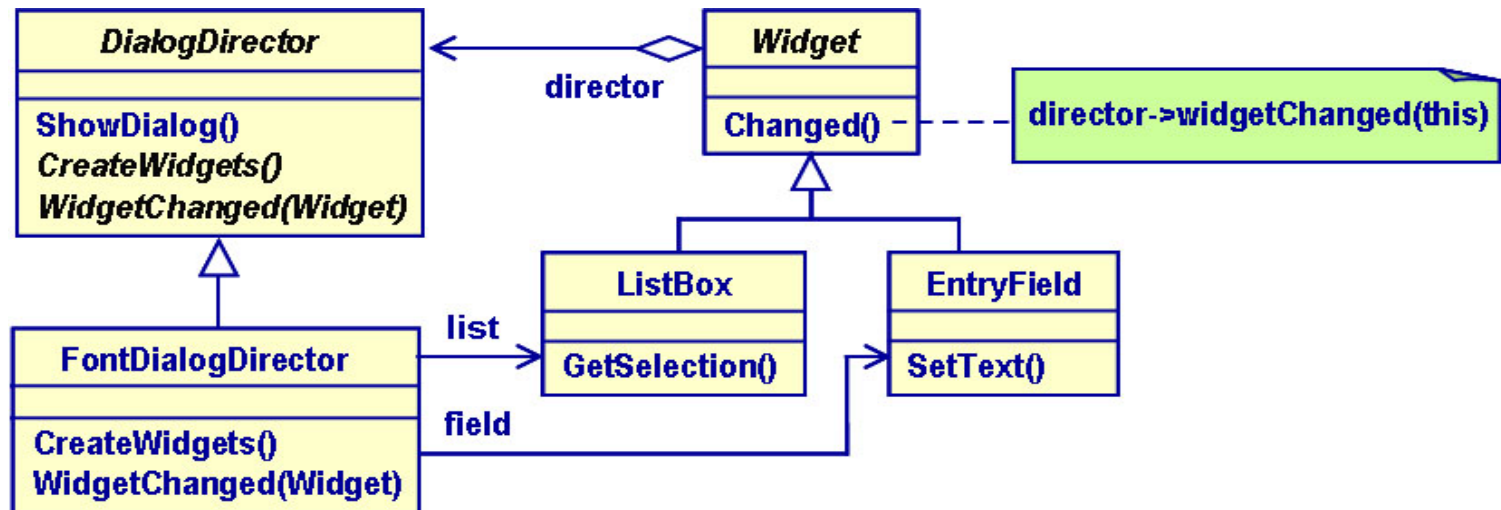 DialogDirector
ShowDialog()
CreateWidgets()
WidgetChanged(Widget)
director
Widget
Changed()
director->widgetChanged(this)
FontDialogDirector
CreateWidgets()
WidgetChanged(Widget)
list
field
ListBox
GetSelection()
EntryField
SetText()